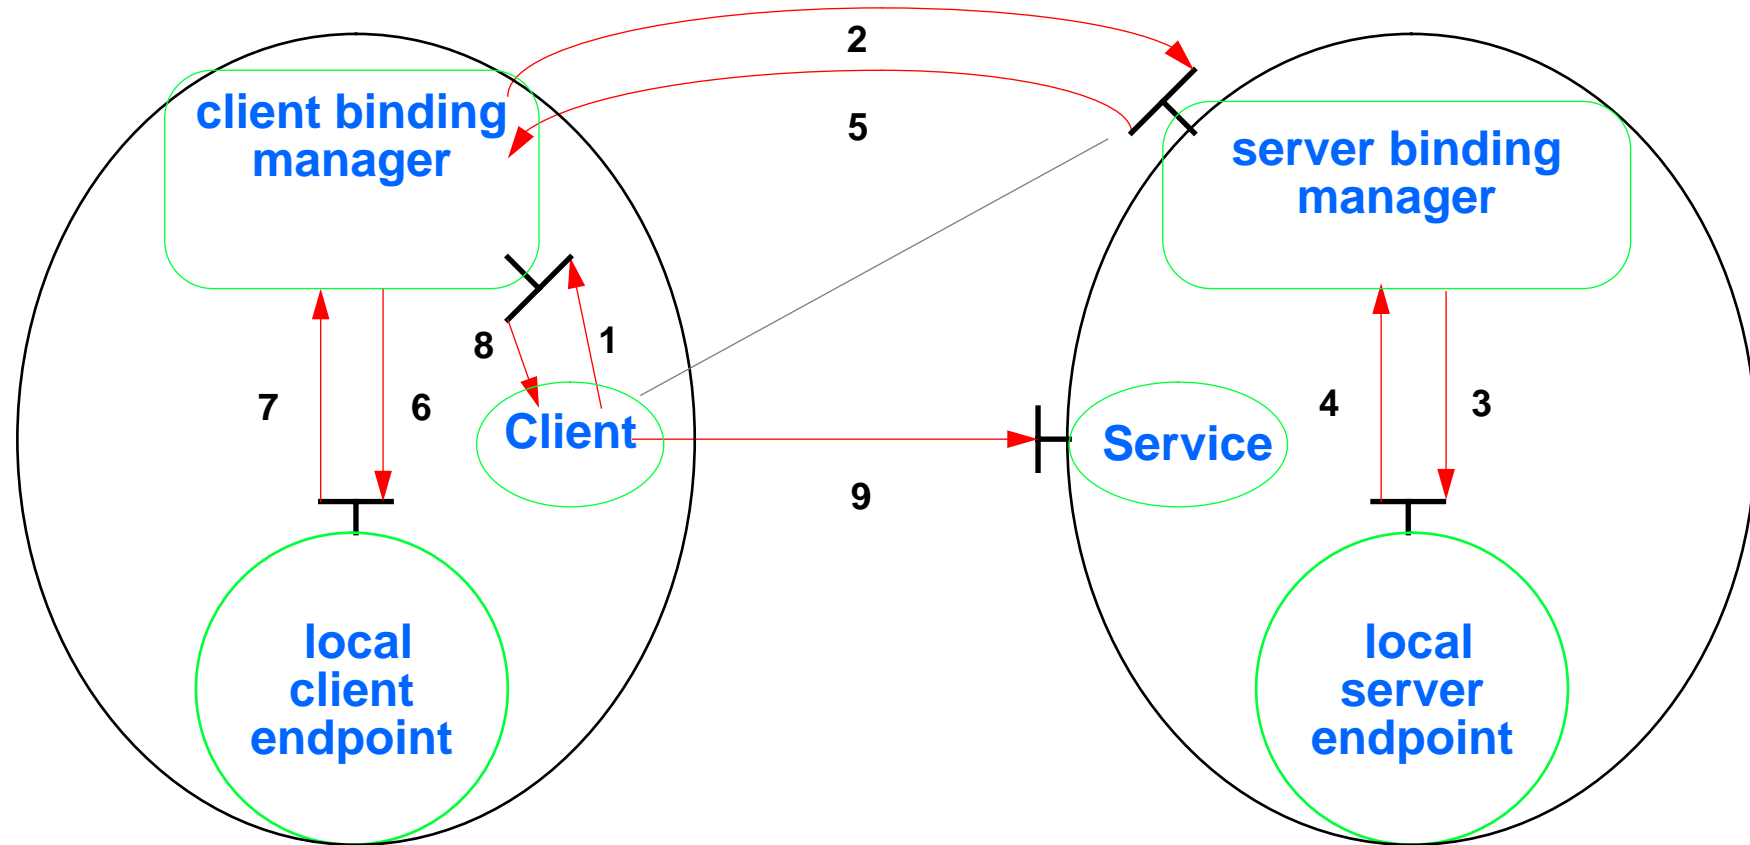 2
client binding
manager
5
server binding
manager
8
1
7
6
4
3
Client
Service
9
local
client
endpoint
local
server
endpoint